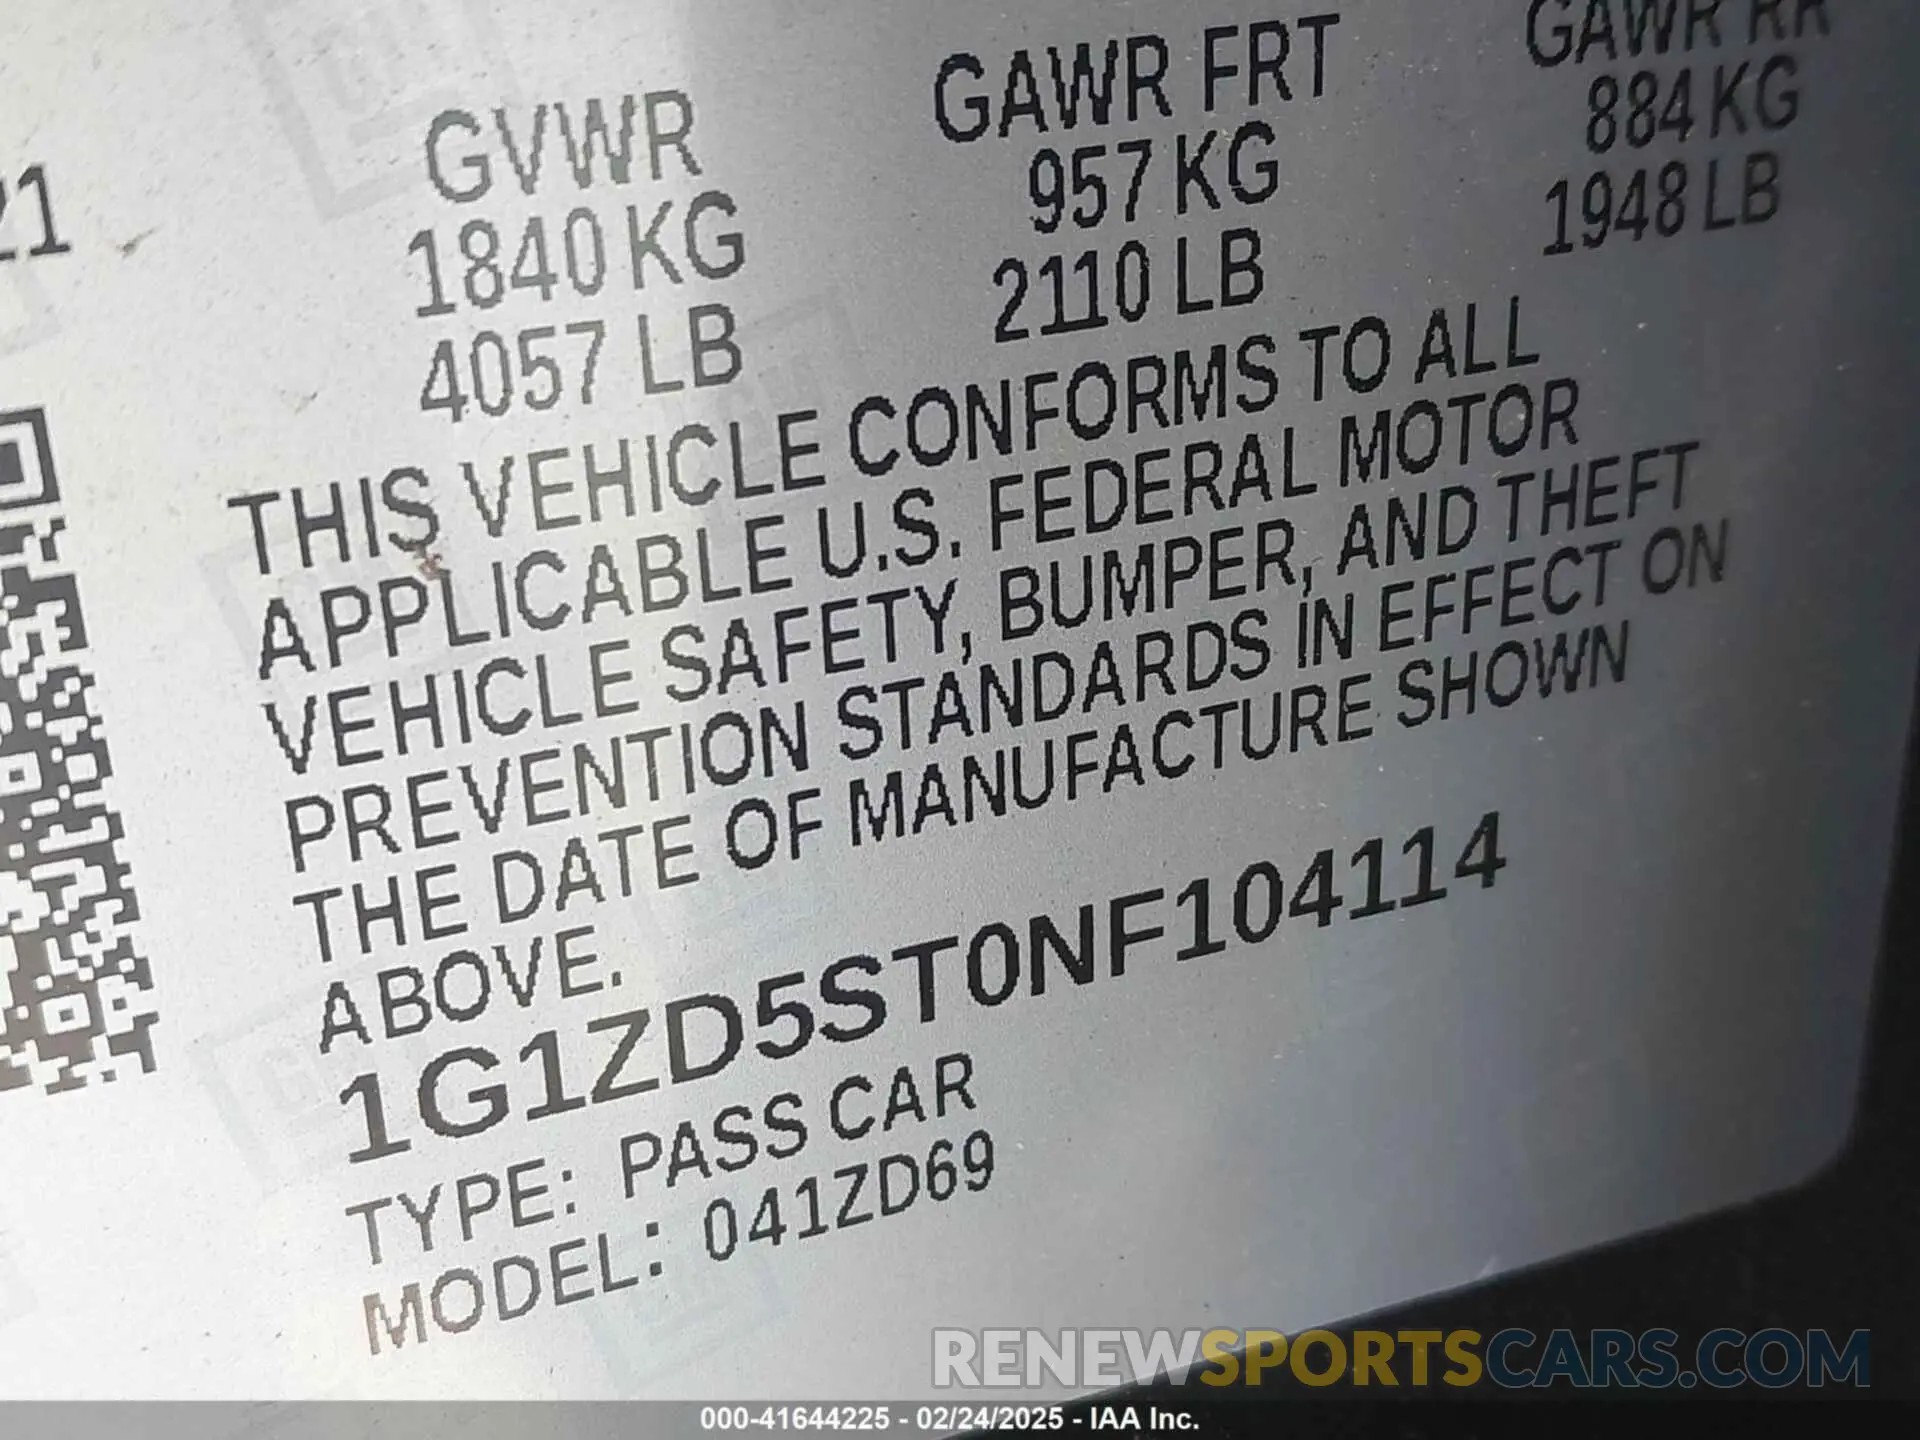 21
GVWR
1840 KG
4057 LB
GAWR FRT
957 KG
2110 LB
GAWR RR
884 KG
1948 LB
THIS VEHICLE CONFORMS TO ALL
APPLICABLE U.S. FEDERAL MOTOR
VEHICLE SAFETY, BUMPER, AND THEFT
PREVENTION STANDARDS IN EFFECT ON
THE DATE OF MANUFACTURE SHOWN
ABOVE.
1G1ZD5ST0NF104114
TYPE: PASS CAR
MODEL: 041ZD69
RENEWSPORTSCARS.COM
000-41644225 - 02/24/2025 - IAA Inc.